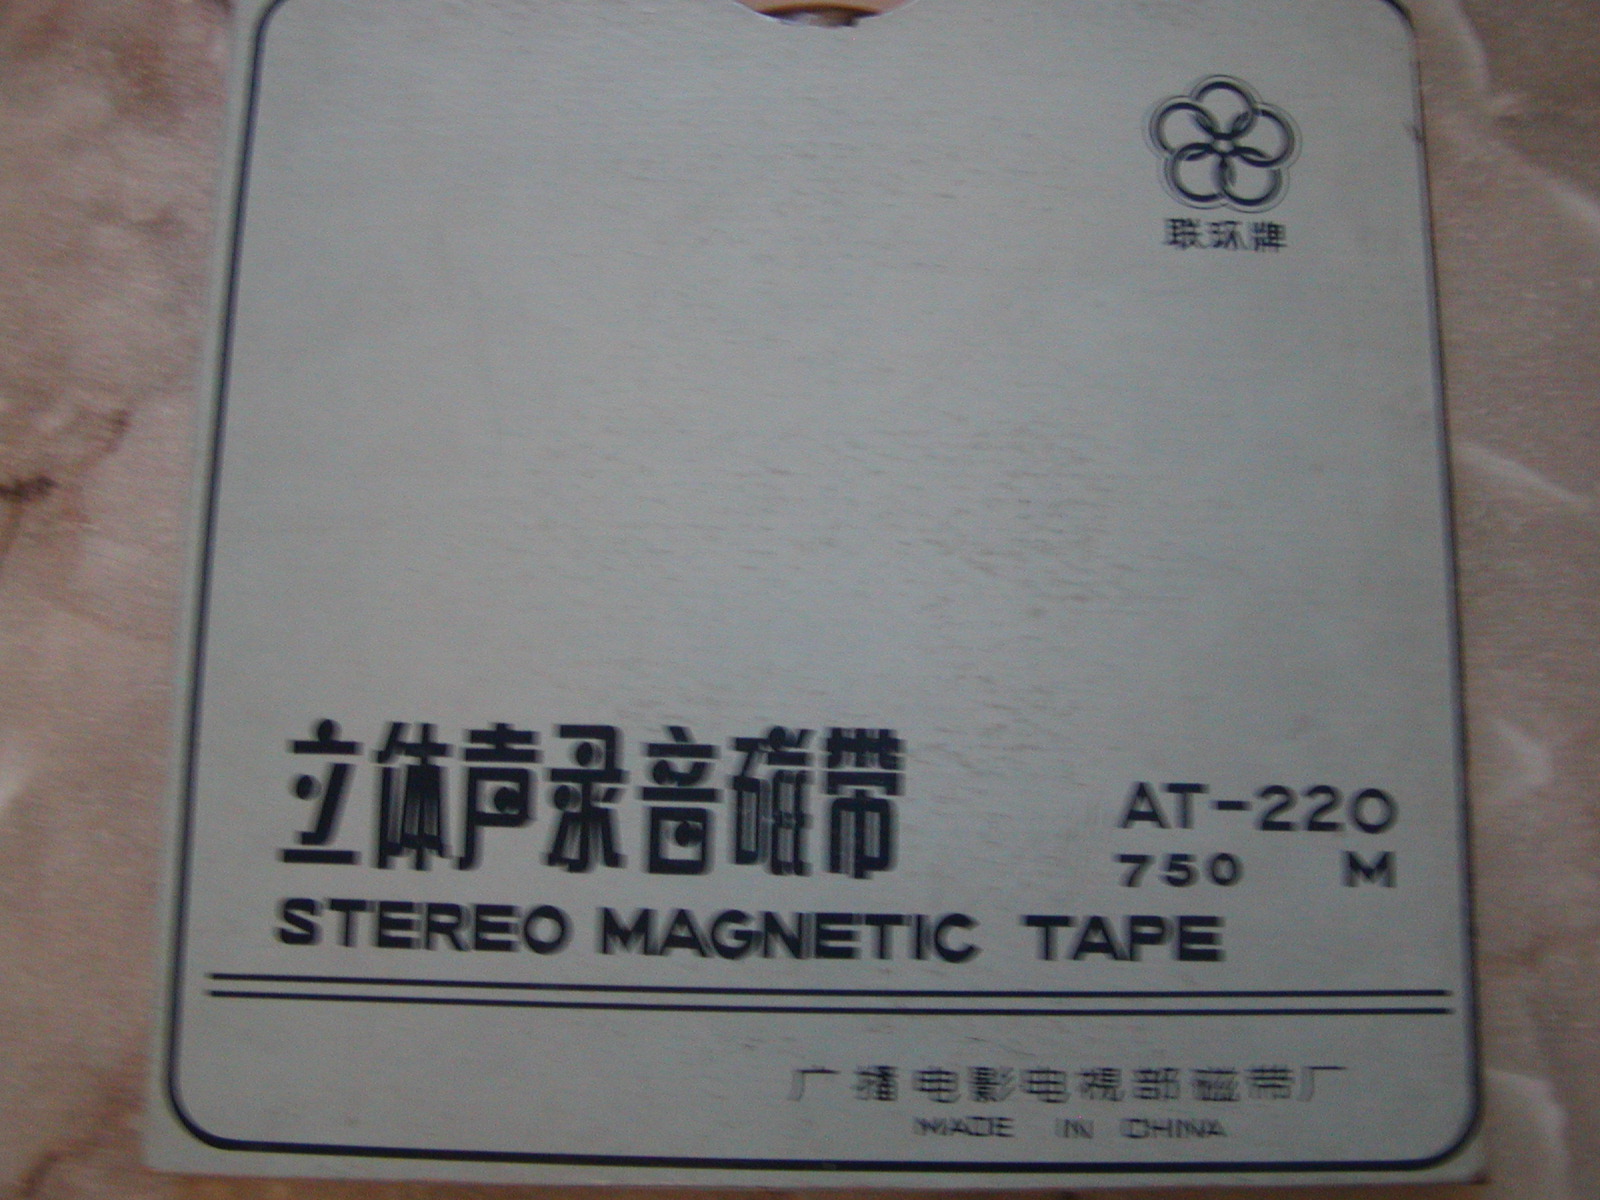 联环牌
立体声录音磁带
AT-220
750 M
STEREO MAGNETIC TAPE
广播电影电视部磁带厂
MADE IN CHINA